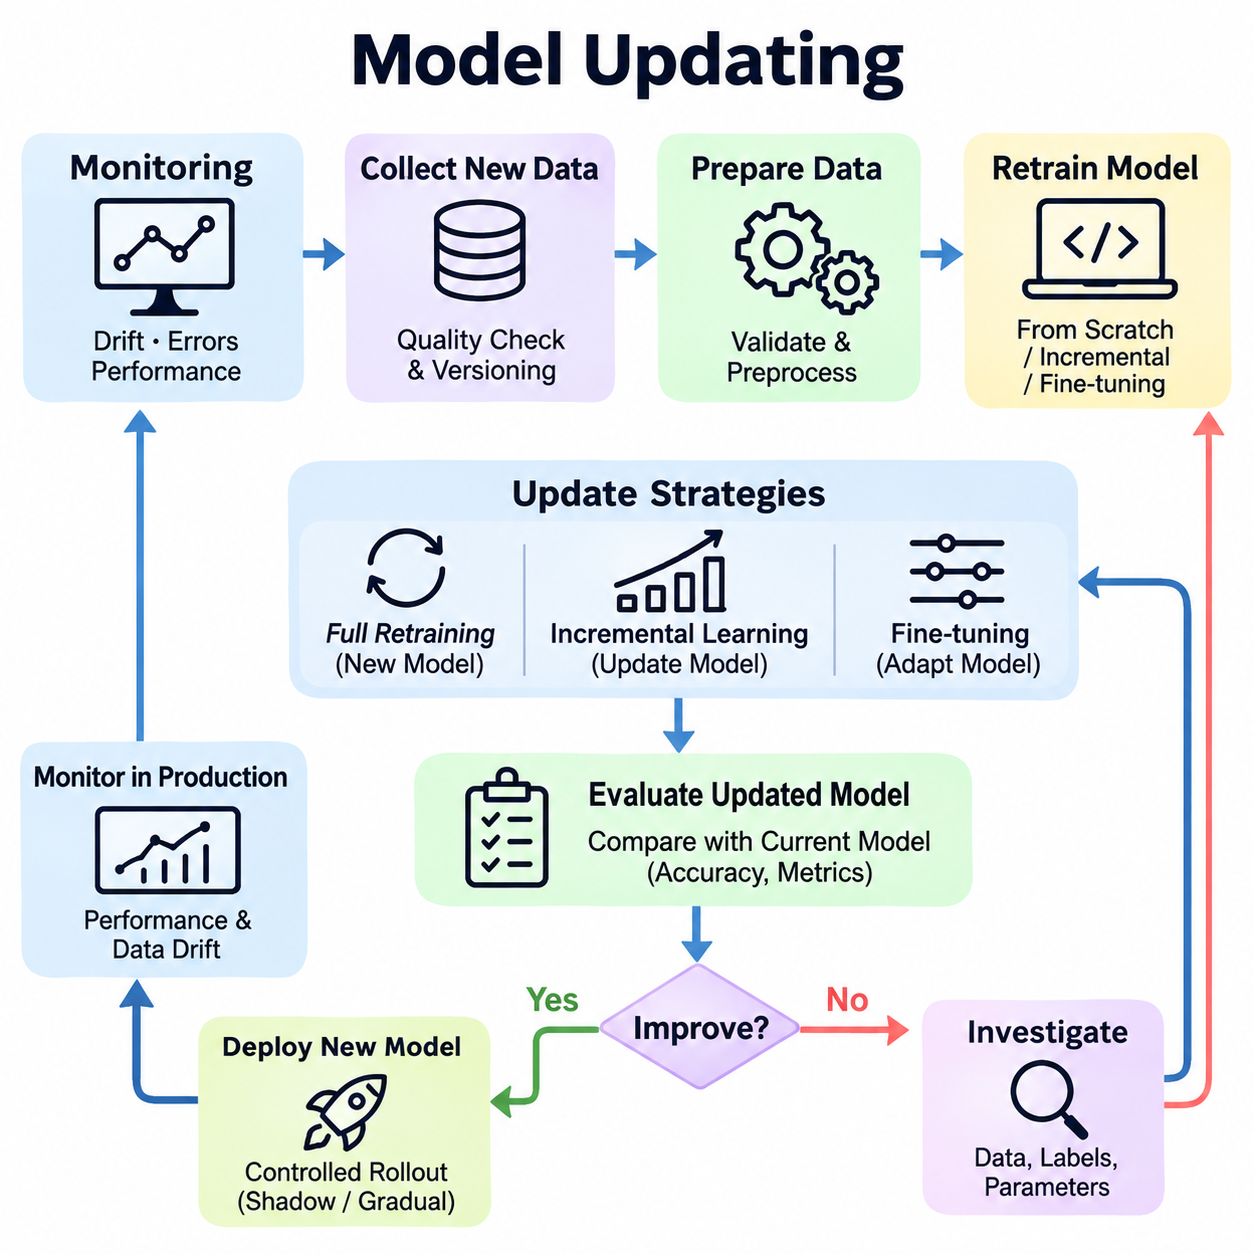 Model Updating
Monitoring
Drift • Errors
Performance
Collect New Data
Quality Check
& Versioning
Prepare Data
Validate &
Preprocess
Retrain Model
From Scratch
/ Incremental
/ Fine-tuning
Update Strategies
Full Retraining
(New Model)
Incremental Learning
(Update Model)
Fine-tuning
(Adapt Model)
Evaluate Updated Model
Compare with Current Model
(Accuracy, Metrics)
Improve?
Yes
No
Investigate
Data, Labels,
Parameters
Deploy New Model
Controlled Rollout
(Shadow / Gradual)
Monitor in Production
Performance &
Data Drift